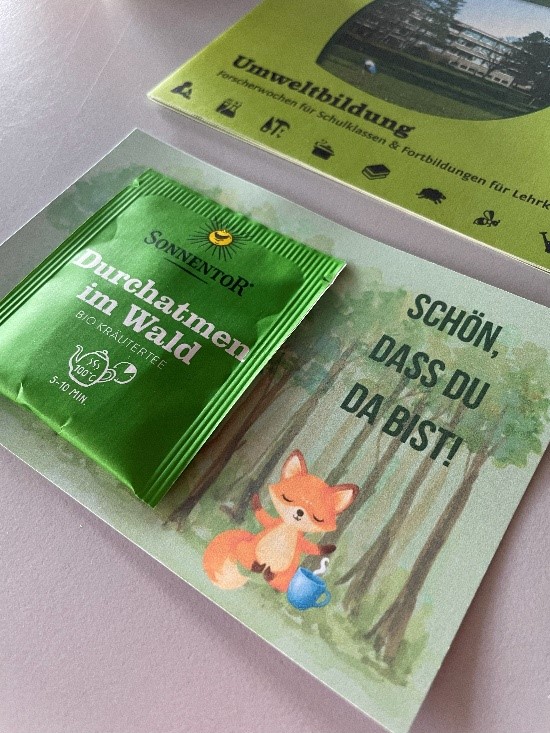 Umweltbildung
Forscherwochen für Schulklassen & Fortbildungen für
SONNENTOR®
Durchatmen
im Wald
BIO KRÄUTERTEE
100°C
5-10 MIN.
SCHÖN,
DASS DU
DA BIST!